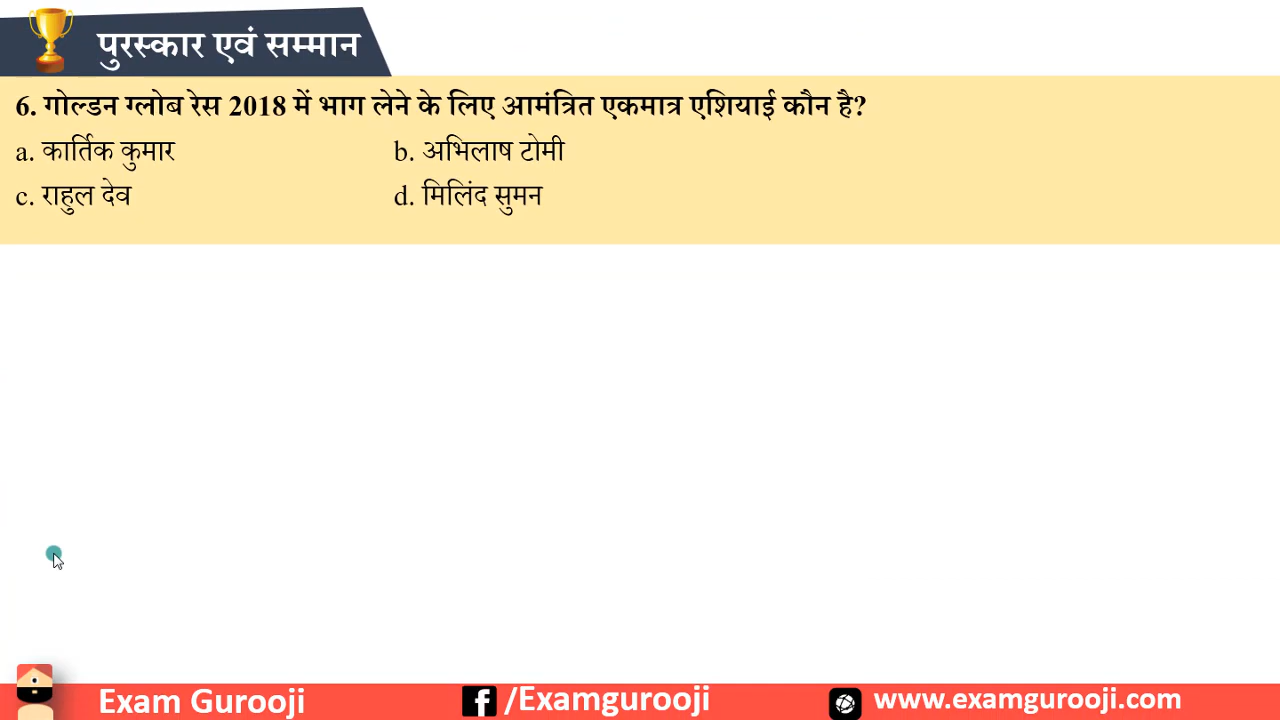 पुरस्कार एवं सम्मान
6. गोल्डन ग्लोब रेस 2018 में भाग लेने के लिए आमंत्रित एकमात्र एशियाई कौन है?
a. कार्तिक कुमार b. अभिलाष टोमी
c. राहुल देव d. मिलिंद सुमन
Exam Gurooji /Examgurooji www.examgurooji.com